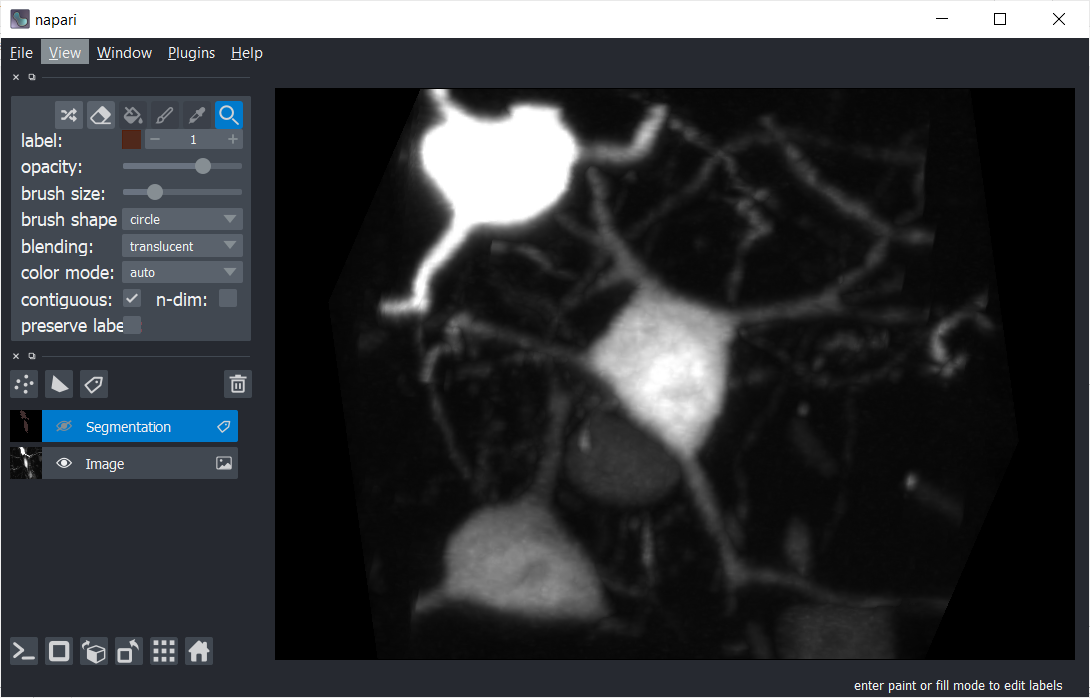 napari
File View Window Plugins Help
label: 1
opacity:
brush size:
brush shape circle
blending: translucent
color mode: auto
contiguous: n-dim:
preserve labe
Segmentation
Image
enter paint or fill mode to edit labels